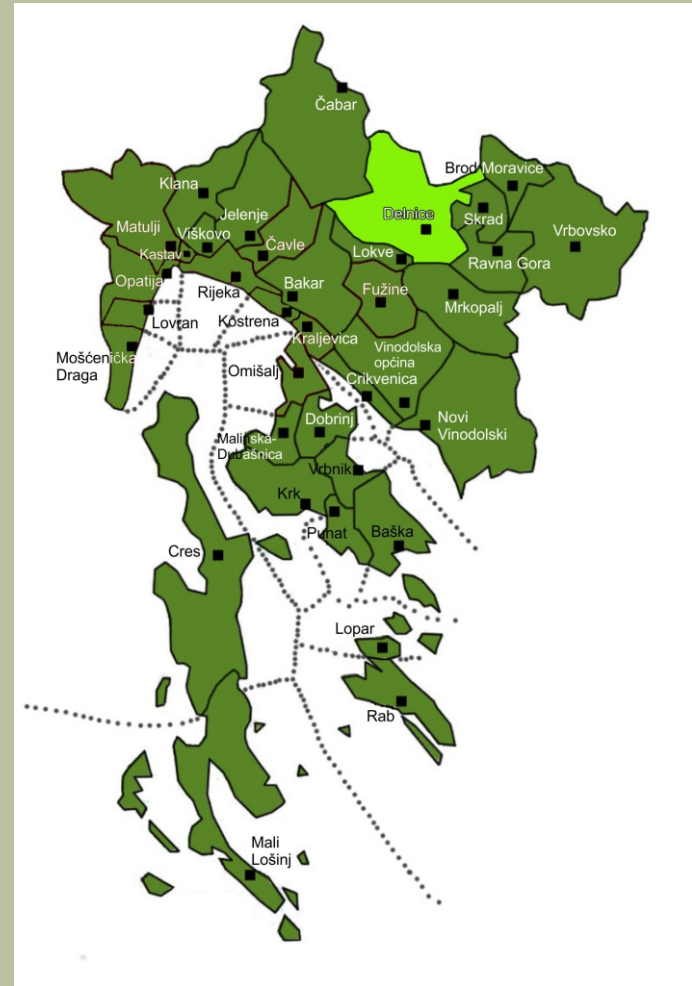 Čabar
Brod Moravice
Klana
Delnice
Skrad
Jelenje
Matulji
Viškovo
Vrbovsko
Kastav
Čavle
Lokve
Ravna Gora
Opatija
Bakar
Rijeka
Fužine
Mrkopalj
Lovran
Kostrena
Kraljevica
Mošćenička
Draga
Vinodolska
općina
Omišalj
Crikvenica
Dobrinj
Novi
Vinodolski
Malinska-
Dubašnica
Vrbnik
Krk
Punat
Baška
Cres
Lopar
Rab
Mali
Lošinj